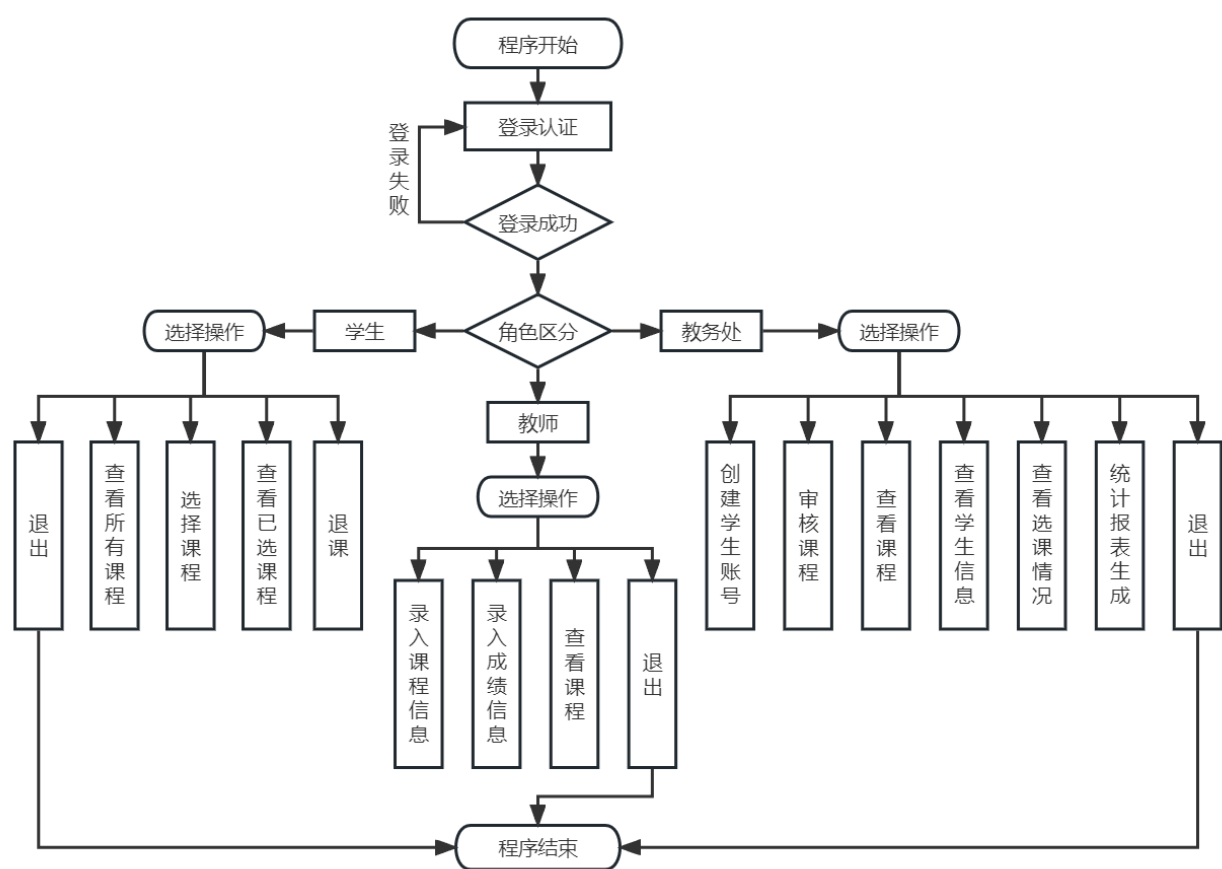 程序开始
登录认证
登录失败
登录成功
选择操作
学生
角色区分
教务处
选择操作
教师
退出
查看所有课程
选择课程
查看已选课程
退课
选择操作
创建学生账号
审核课程
查看课程
查看学生信息
查看选课情况
统计报表生成
退出
录入课程信息
录入成绩信息
查看课程
退出
程序结束